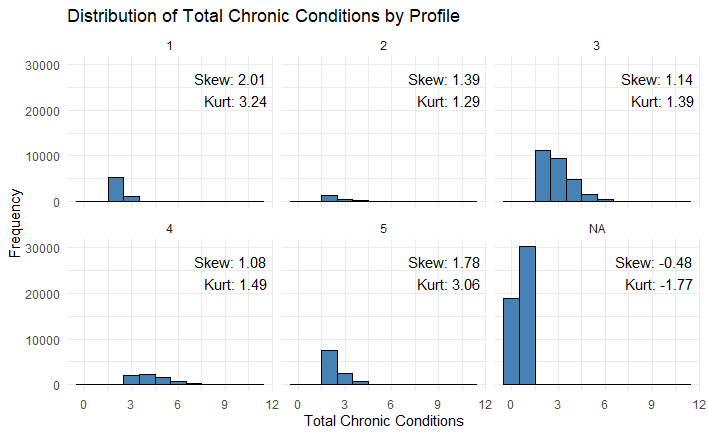 Distribution of Total Chronic Conditions by Profile
1 2 3
30000
20000
10000
0
Skew: 2.01
Kurt: 3.24
Skew: 1.39
Kurt: 1.29
Skew: 1.14
Kurt: 1.39
Frequency
4 5 NA
30000
20000
10000
0
Skew: 1.08
Kurt: 1.49
Skew: 1.78
Kurt: 3.06
Skew: -0.48
Kurt: -1.77
0 3 6 9 12 0 3 6 9 12 0 3 6 9 12
Total Chronic Conditions